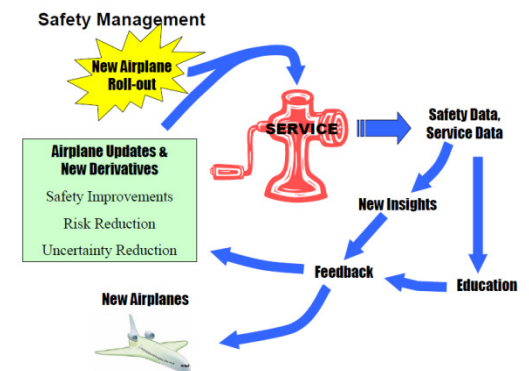 Safety Management
New Airplane
Roll-out
SERVICE
Safety Data,
Service Data
Airplane Updates &
New Derivatives
Safety Improvements
Risk Reduction
Uncertainty Reduction
New Insights
Feedback
Education
New Airplanes